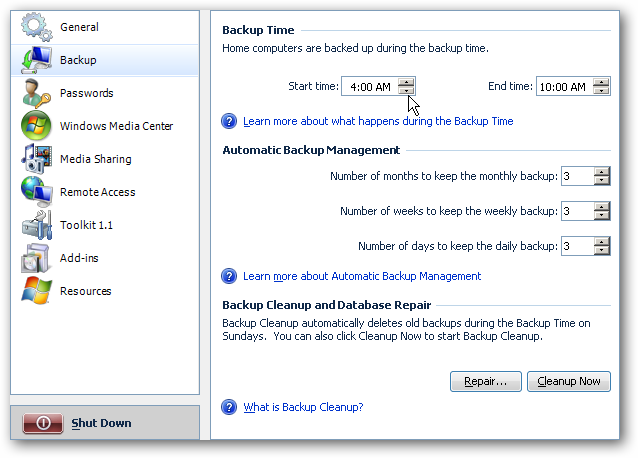 General
Backup
Passwords
Windows Media Center
Media Sharing
Remote Access
Toolkit 1.1
Add-ins
Resources
Shut Down
Backup Time
Home computers are backed up during the backup time.
Start time: 4:00 AM End time: 10:00 AM
Learn more about what happens during the Backup Time
Automatic Backup Management
Number of months to keep the monthly backup: 3
Number of weeks to keep the weekly backup: 3
Number of days to keep the daily backup: 3
Learn more about Automatic Backup Management
Backup Cleanup and Database Repair
Backup Cleanup automatically deletes old backups during the Backup Time on
Sundays. You can also click Cleanup Now to start Backup Cleanup.
Repair... Cleanup Now
What is Backup Cleanup?